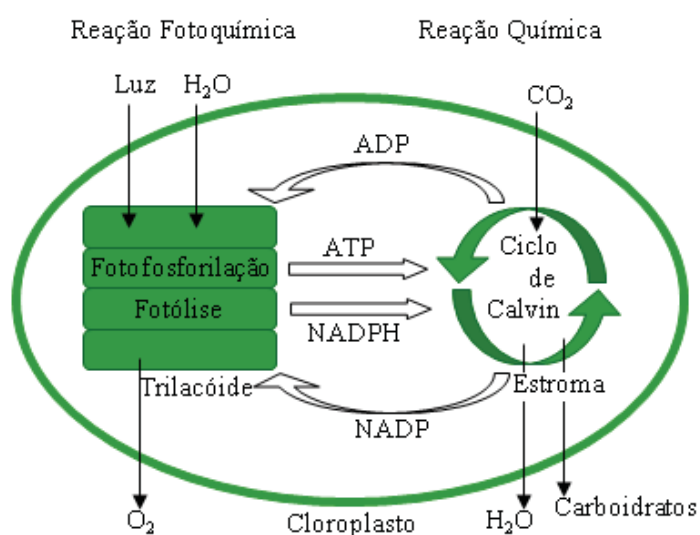 Reação Fotoquímica
Reação Química
Luz
H₂O
CO₂
ADP
Fotofosforilação
Fotólise
ATP
NADPH
Ciclo
de
Calvin
Trilacóide
Estroma
NADP
O₂
Cloroplasto
H₂O
Carboidratos